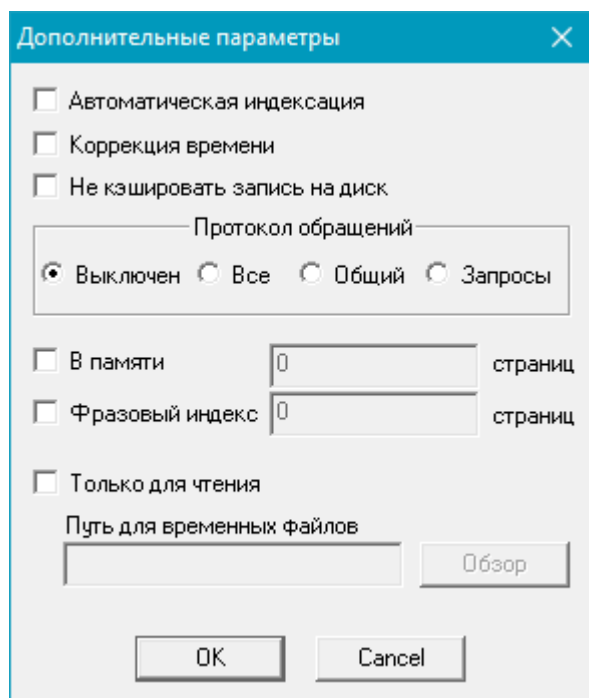 Дополнительные параметры
Автоматическая индексация
Коррекция времени
Не кэшировать запись на диск
Протокол обращений
Выключен Все Общий Запросы
В памяти 0 страниц
Фразовый индекс 0 страниц
Только для чтения
Путь для временных файлов
Обзор
OK Cancel